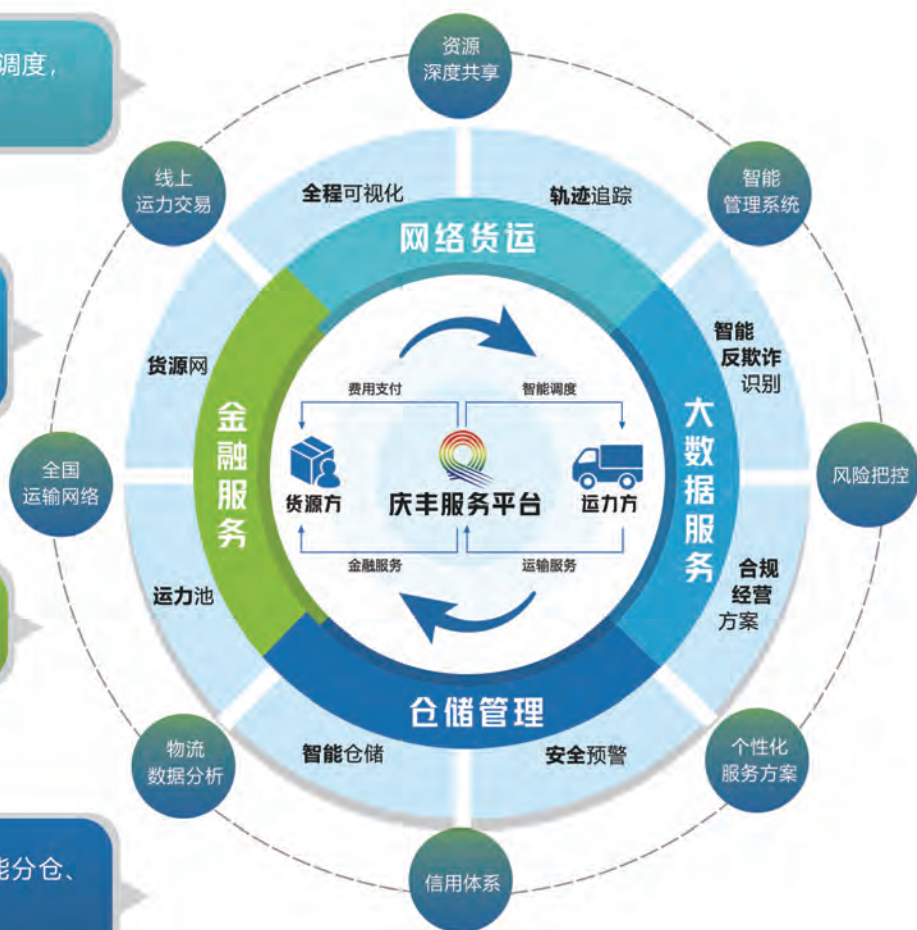 调度，
资源
深度共享
线上
运力交易
智能
管理系统
全程可视化
轨迹追踪
网络货运
货源网
智能
反欺诈
识别
费用支付
智能调度
金融服务
大数据服务
全国
运输网络
风险把控
货源方
庆丰服务平台
运力方
金融服务
运输服务
运力池
合规
经营
方案
仓储管理
物流
数据分析
智能仓储
安全预警
个性化
服务方案
能分仓、
信用体系